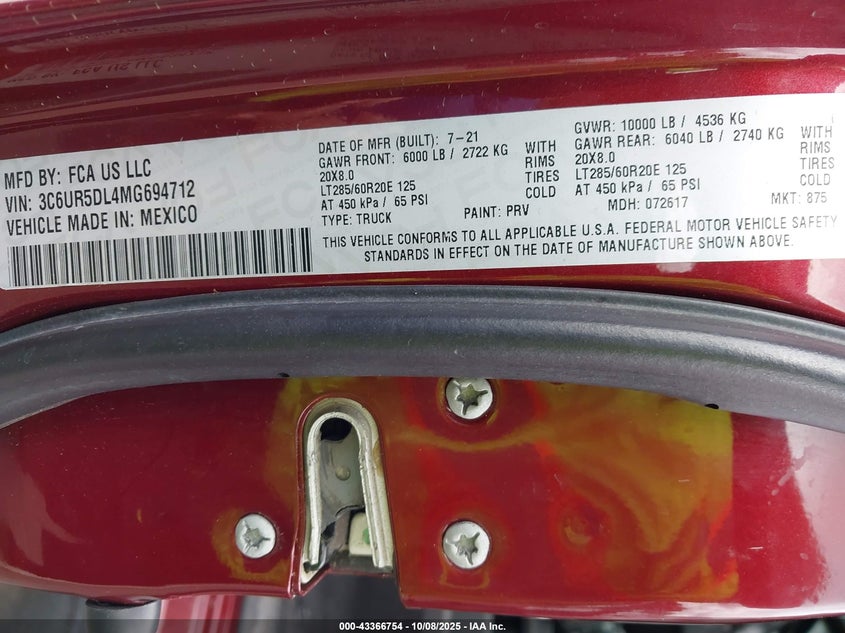 MFD BY: FCA US LLC
VIN: 3C6UR5DL4MG694712
VEHICLE MADE IN: MEXICO
DATE OF MFR (BUILT): 7-21
GAWR FRONT: 6000 LB / 2722 KG WITH
20X8.0 RIMS
LT285/60R20E 125 TIRES
AT 450 kPa / 65 PSI COLD
TYPE: TRUCK PAINT: PRV
GVWR: 10000 LB / 4536 KG
GAWR REAR: 6040 LB / 2740 KG WITH
20X8.0 RIMS
LT285/60R20E 125 TIRES
AT 450 kPa / 65 PSI COLD
MDH: 072617 MKT: 875
THIS VEHICLE CONFORMS TO ALL APPLICABLE U.S.A. FEDERAL MOTOR VEHICLE SAFETY
STANDARDS IN EFFECT ON THE DATE OF MANUFACTURE SHOWN ABOVE.
000-43366754 - 10/08/2025 - IAA Inc.